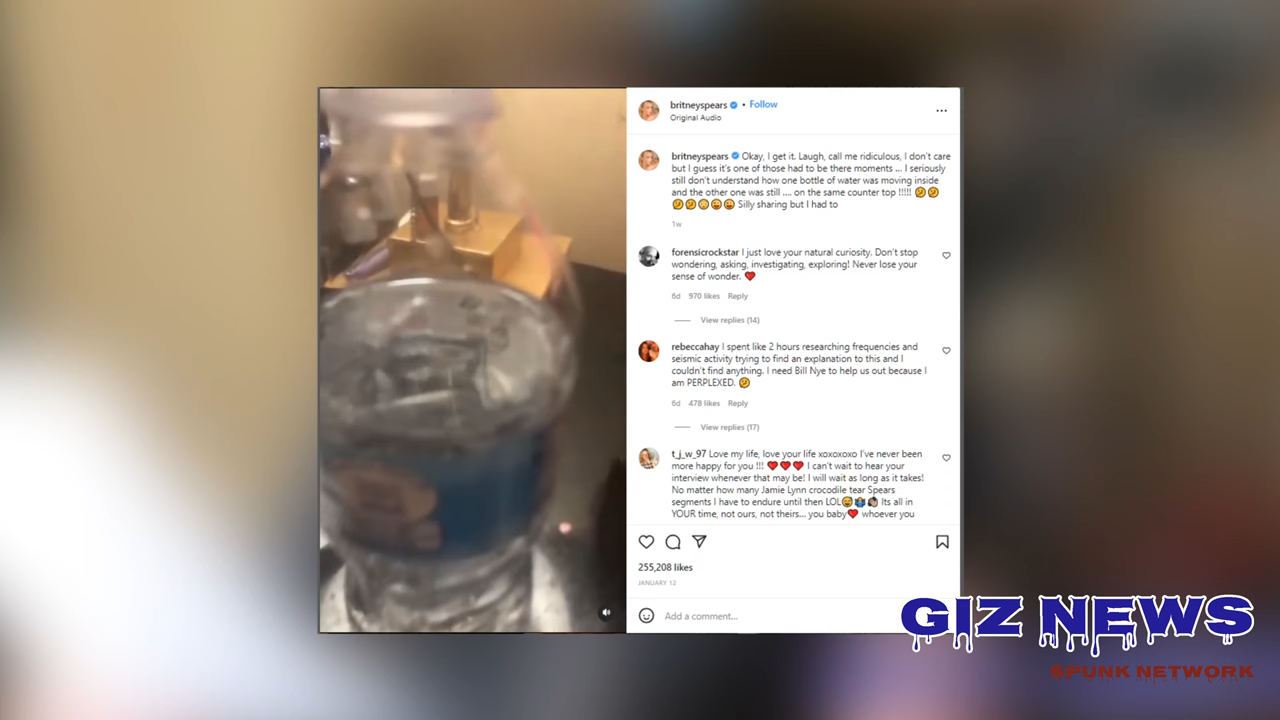 britneyspears • Follow
Original Audio
britneyspears Okay, I get it. Laugh, call me ridiculous, I don't care
but I guess it's one of those had to be there moments ... I seriously
still don't understand how one bottle of water was moving inside
and the other one was still .... on the same counter top !!!!! 🤣🤣
🤣🤣😳😛😛 Silly sharing but I had to
1w
forensicrockstar I just love your natural curiosity. Don't stop
wondering, asking, investigating, exploring! Never lose your
sense of wonder. ❤️
6d 970 likes Reply
View replies (14)
rebeccahay I spent like 2 hours researching frequencies and
seismic activity trying to find an explanation to this and I
couldn't find anything. I need Bill Nye to help us out because I
am PERPLEXED. 🤣
6d 478 likes Reply
View replies (17)
t_j_w_97 Love my life, love your life xoxoxoxo I've never been
more happy for you !!! ❤️❤️❤️ I can't wait to hear your
interview whenever that may be! I will wait as long as it takes!
No matter how many Jamie Lynn crocodile tear Spears
segments I have to endure until then LOL Its all in
YOUR time, not ours, not theirs... you baby❤️ whoever you
255,208 likes
JANUARY 12
Add a comment...
GIZ NEWS
SPUNK NETWORK